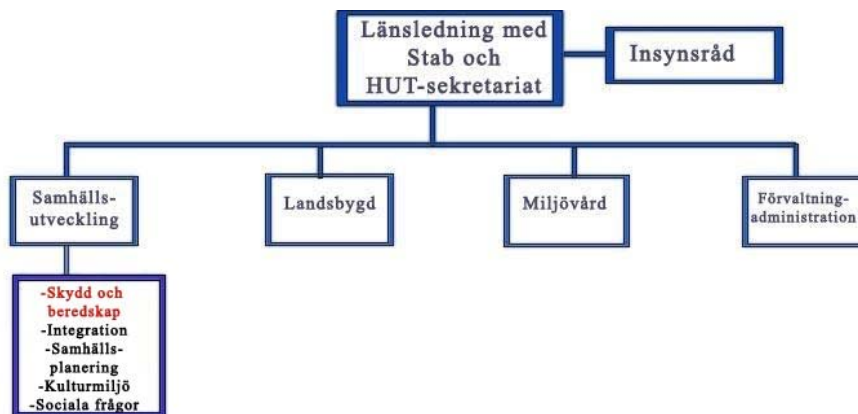 Länsledning med
Stab och
HUT-sekretariat
Insynsråd
Samhälls-
utveckling
Landsbygd
Miljövård
Förvaltning-
administration
-Skydd och
beredskap
-Integration
-Samhälls-
planering
-Kulturmiljö
-Sociala frågor